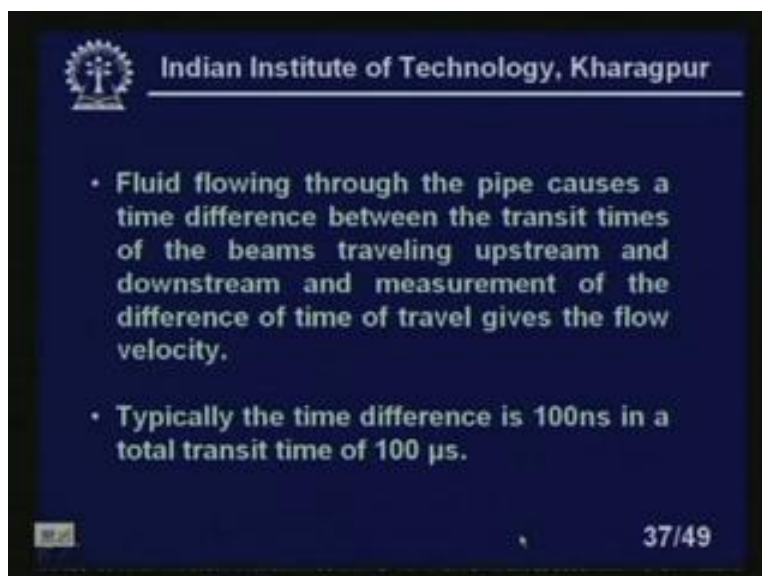 Indian Institute of Technology, Kharagpur
• Fluid flowing through the pipe causes a
time difference between the transit times
of the beams traveling upstream and
downstream and measurement of the
difference of time of travel gives the flow
velocity.
• Typically the time difference is 100ns in a
total transit time of 100 µs.
37/49